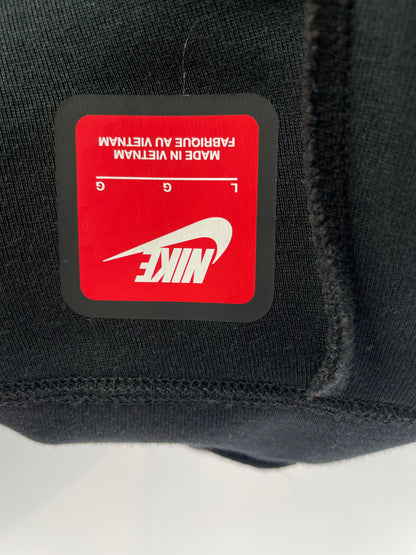 NIKE
L G G
MADE IN VIETNAM
FABRIQUE AU VIETNAM